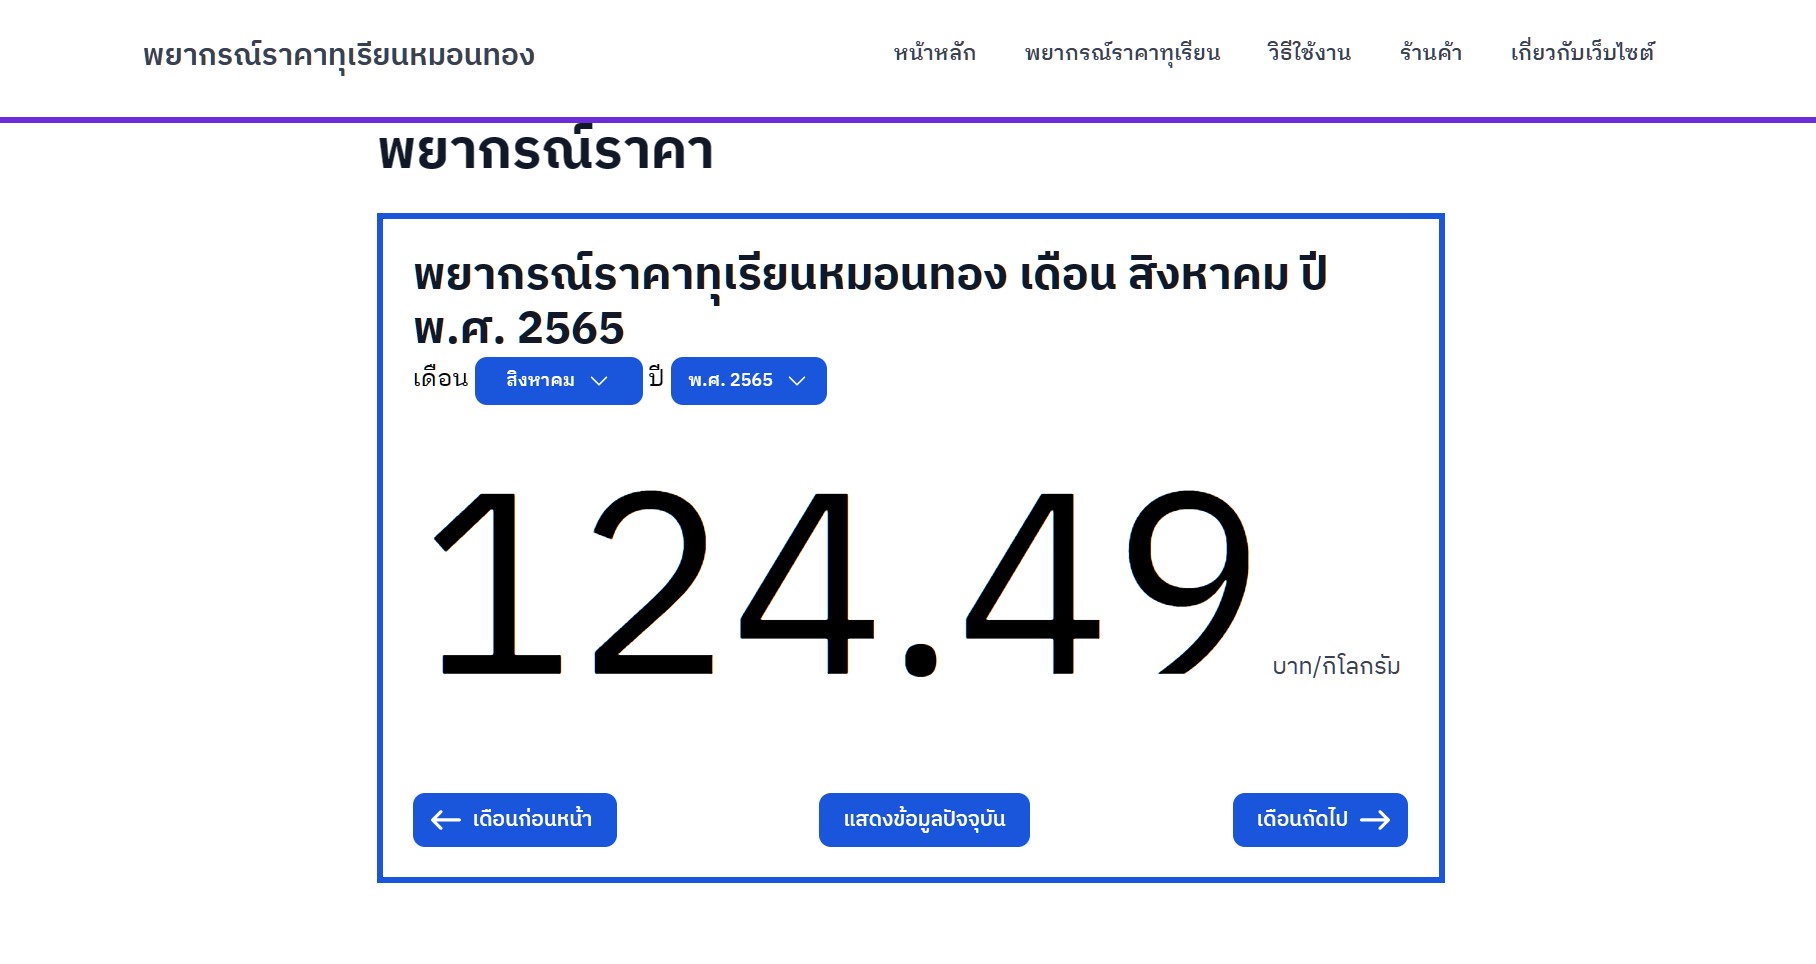 พยากรณ์ราคาทุเรียนหมอนทอง
หน้าหลัก พยากรณ์ราคาทุเรียน วิธีใช้งาน ร้านค้า เกี่ยวกับเว็บไซต์
พยากรณ์ราคา
พยากรณ์ราคาทุเรียนหมอนทอง เดือน สิงหาคม ปี
พ.ศ. 2565
เดือน สิงหาคม ปี พ.ศ. 2565
124.49 บาท/กิโลกรัม
เดือนก่อนหน้า แสดงข้อมูลปัจจุบัน เดือนถัดไป